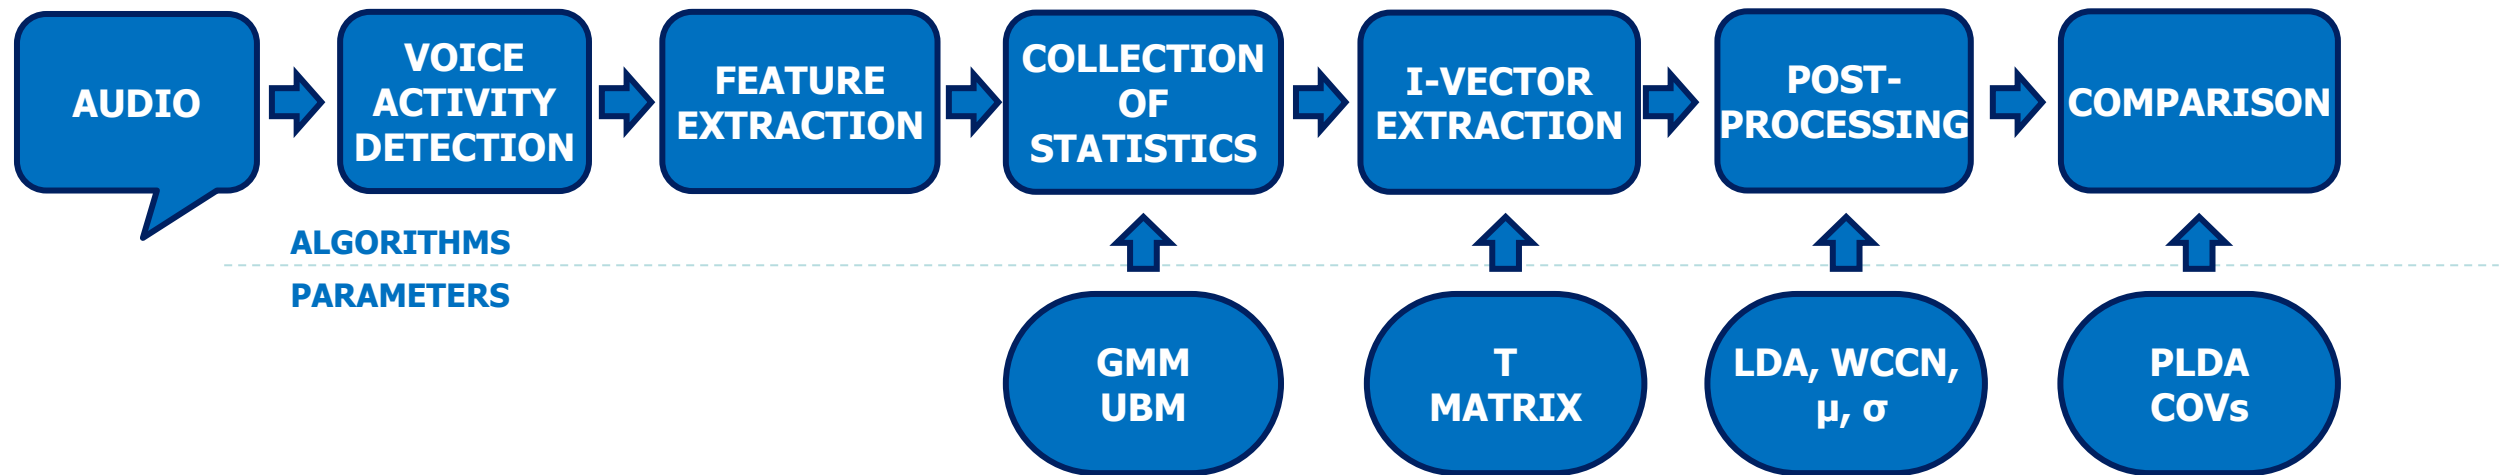 AUDIO
VOICE
ACTIVITY
DETECTION
FEATURE
EXTRACTION
COLLECTION
OF
STATISTICS
I-VECTOR
EXTRACTION
POST-
PROCESSING
COMPARISON
ALGORITHMS
PARAMETERS
GMM
UBM
T
MATRIX
LDA, WCCN,
μ, σ
PLDA
COVs